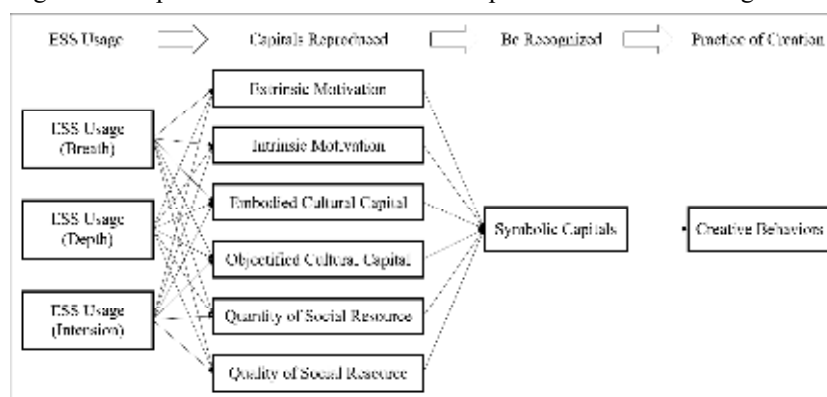 ESS Usage
Capitals Reproduced
Be Recognized
Practice of Creation
Extrinsic Motivation
ESS Usage
(Breath)
Intrinsic Motivation
Embodied Cultural Capital
ESS Usage
(Depth)
Symbolic Capitals
Creative Behaviors
Objectified Cultural Capital
ESS Usage
(Intension)
Quantity of Social Resource
Quality of Social Resource